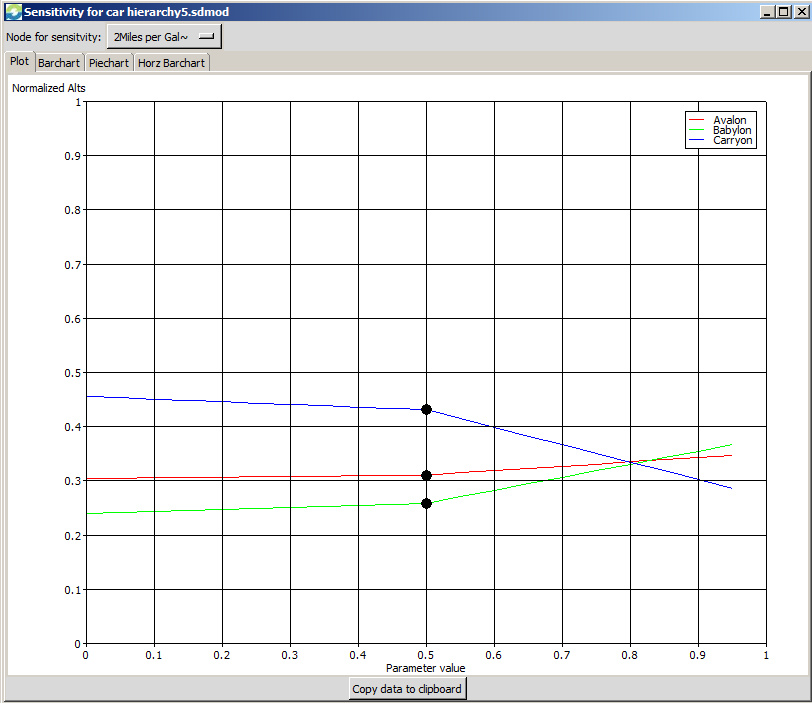 Sensitivity for car hierarchy5.sdmod
Node for sensitvity: 2Miles per Gal~
Plot Barchart Piechart Horz Barchart
Normalized Alts
1
0.9
0.8
0.7
0.6
0.5
0.4
0.3
0.2
0.1
0
Avalon
Babylon
Carryon
0 0.1 0.2 0.3 0.4 0.5 0.6 0.7 0.8 0.9 1
Parameter value
Copy data to clipboard